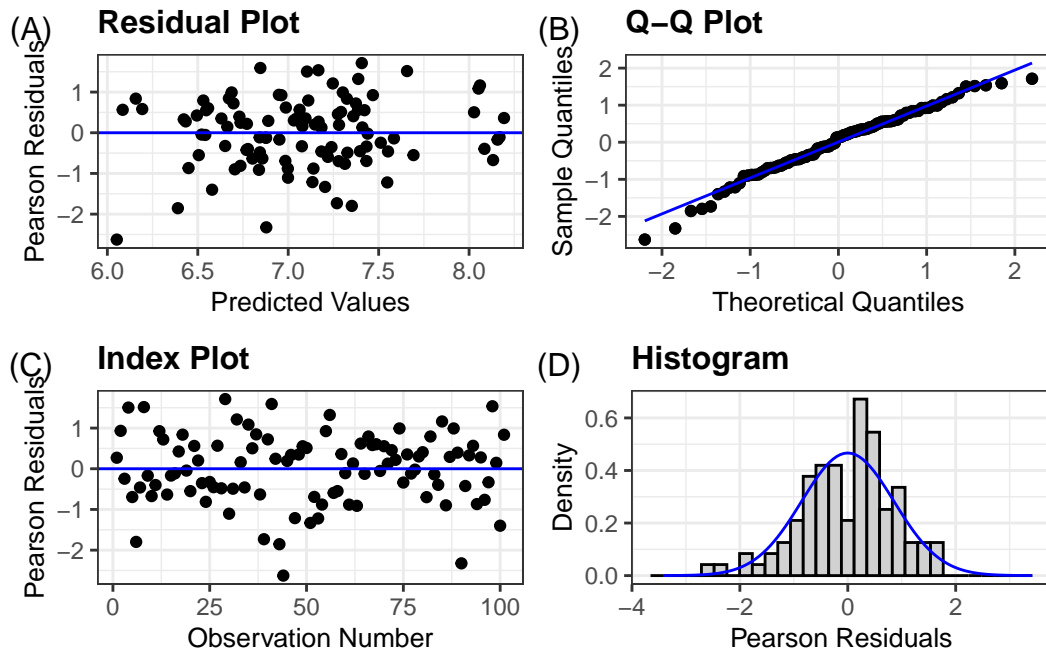 (A) Residual Plot
Pearson Residuals
1
0
−1
−2
6.0 6.5 7.0 7.5 8.0
Predicted Values
(B) Q−Q Plot
Sample Quantiles
2
1
0
−1
−2
−2 −1 0 1 2
Theoretical Quantiles
(C) Index Plot
Pearson Residuals
1
0
−1
−2
0 25 50 75 100
Observation Number
(D) Histogram
Density
0.6
0.4
0.2
0.0
−4 −2 0 2
Pearson Residuals